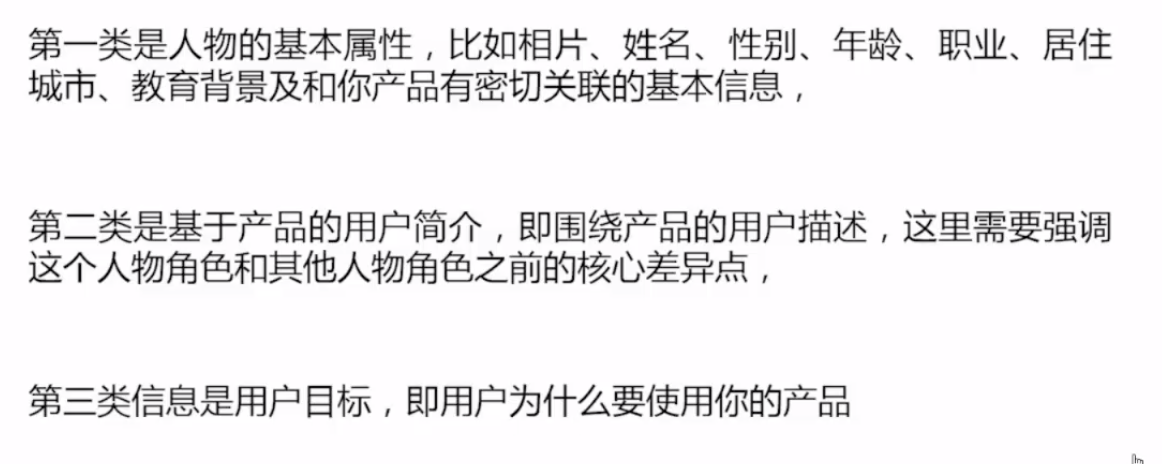 第一类是人物的基本属性，比如相片、姓名、性别、年龄、职业、居住
城市、教育背景及和你产品有密切关联的基本信息，
第二类是基于产品的用户简介，即围绕产品的用户描述，这里需要强调
这个人物角色和其他人物角色之前的核心差异点，
第三类信息是用户目标，即用户为什么要使用你的产品